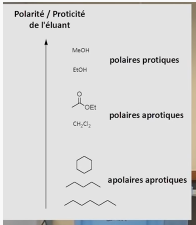 Polarité / Proticité
de l'éluant
MeOH
polaires protiques
EtOH
O
OEt
polaires aprotiques
CH₂Cl₂
apolaires aprotiques